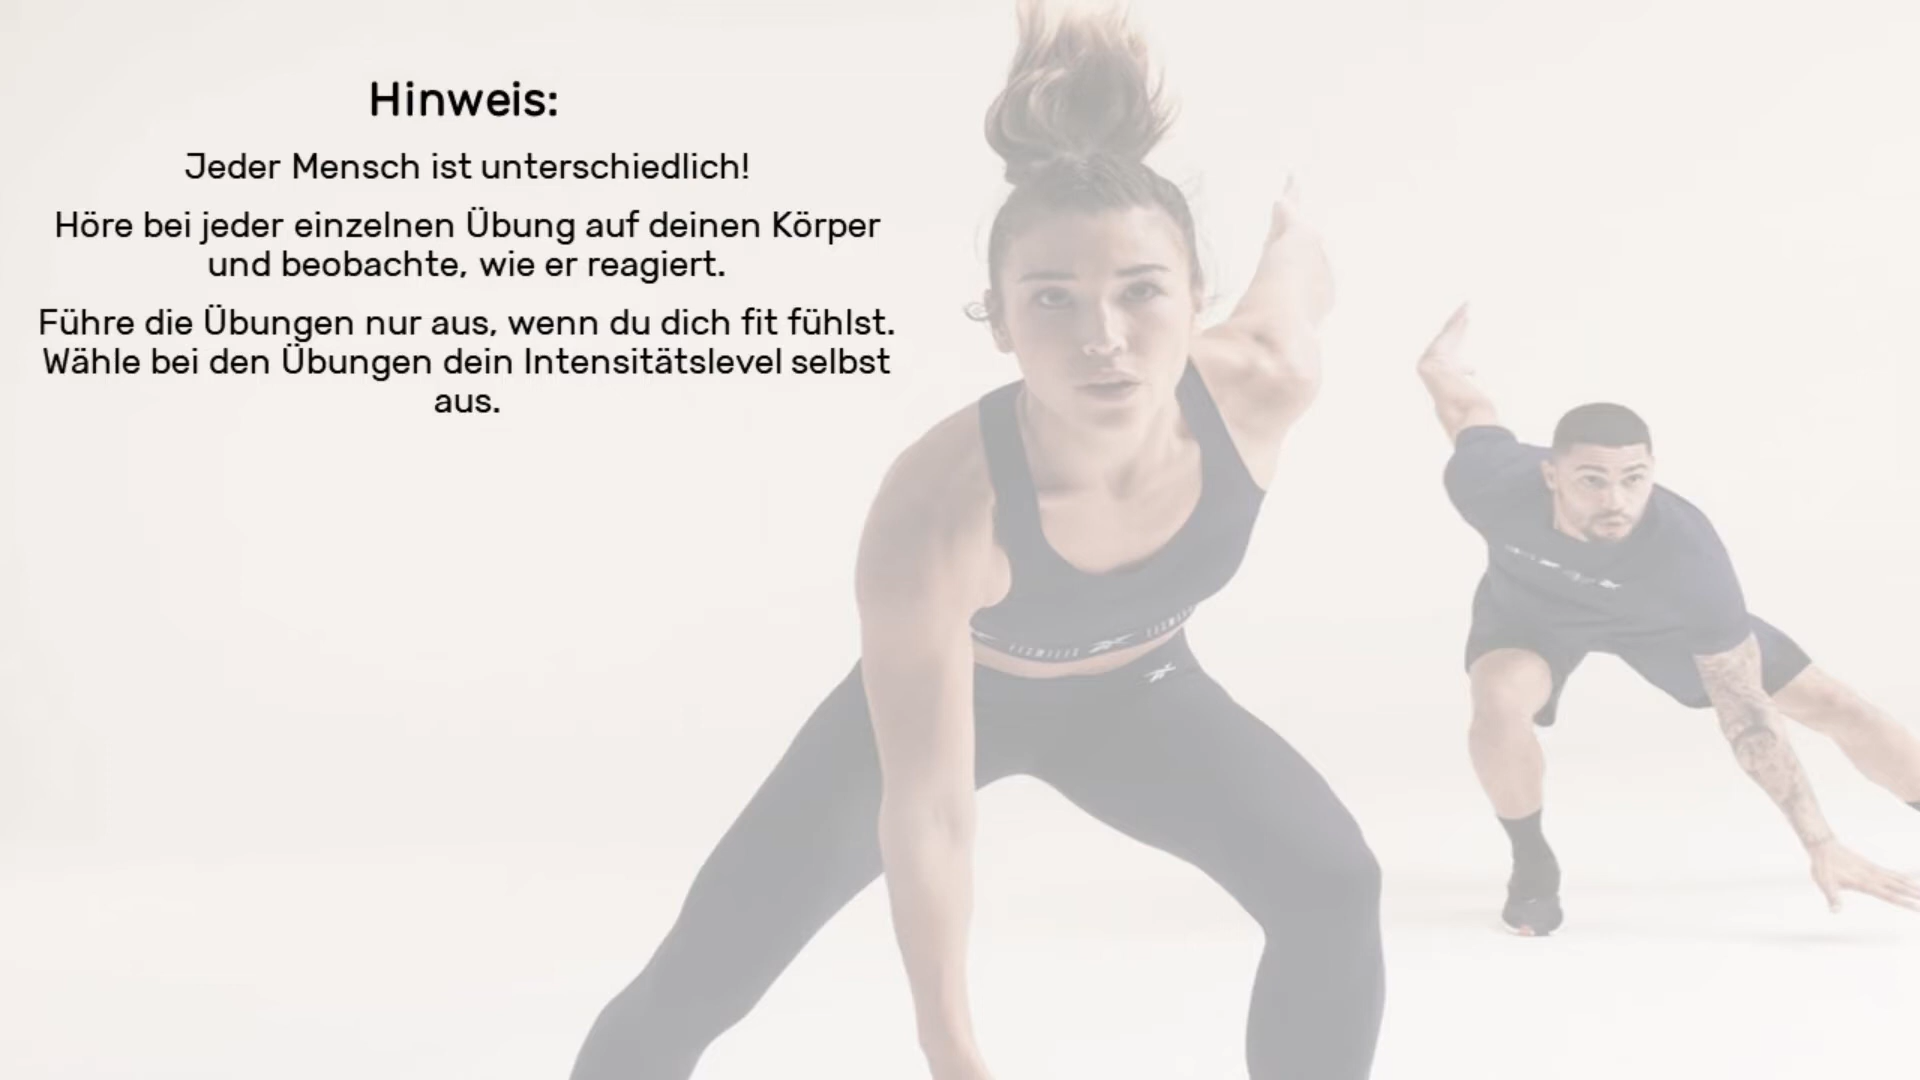 Hinweis:
Jeder Mensch ist unterschiedlich!
Höre bei jeder einzelnen Übung auf deinen Körper
und beobachte, wie er reagiert.
Führe die Übungen nur aus, wenn du dich fit fühlst.
Wähle bei den Übungen dein Intensitätslevel selbst
aus.